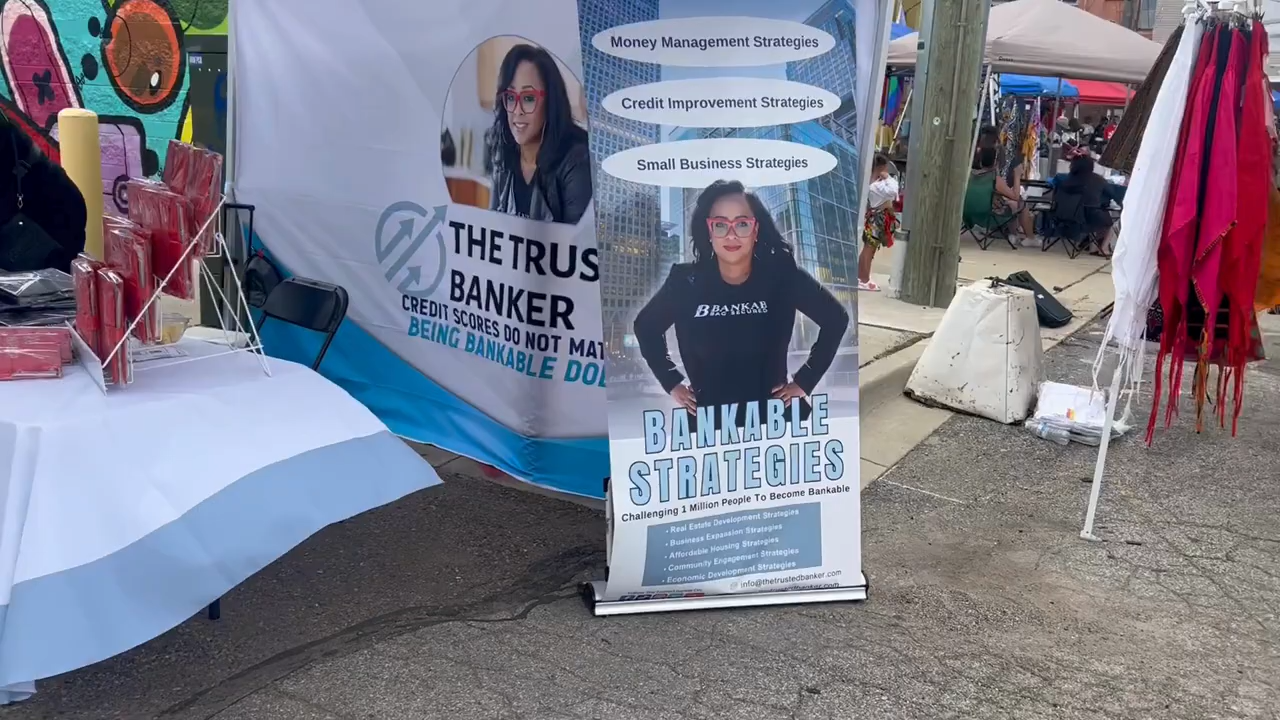 THE TRUS
BANKER
CREDIT SCORES DO NOT MAT
BEING BANKABLE DOE
Money Management Strategies
Credit Improvement Strategies
Small Business Strategies
BANKAB
BANKABLE
STRATEGIES
Challenging 1 Million People To Become Bankable
• Real Estate Development Strategies
• Business Expansion Strategies
• Affordable Housing Strategies
• Community Engagement Strategies
• Economic Development Strategies
@ info@thetrustedbanker.com